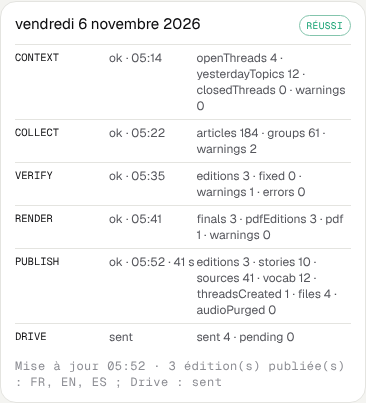 vendredi 6 novembre 2026 RÉUSSI
CONTEXT ok · 05:14 openThreads 4 ·
yesterdayTopics 12 ·
closedThreads 0 · warnings
0
COLLECT ok · 05:22 articles 184 · groups 61 ·
warnings 2
VERIFY ok · 05:35 editions 3 · fixed 0 ·
warnings 1 · errors 0
RENDER ok · 05:41 finals 3 · pdfEditions 3 · pdf
1 · warnings 0
PUBLISH ok · 05:52 · 41 s editions 3 · stories 10 ·
sources 41 · vocab 12 ·
threadsCreated 1 · files 4 ·
audioPurged 0
DRIVE sent sent 4 · pending 0
Mise à jour 05:52 · 3 édition(s) publiée(s)
: FR, EN, ES ; Drive : sent